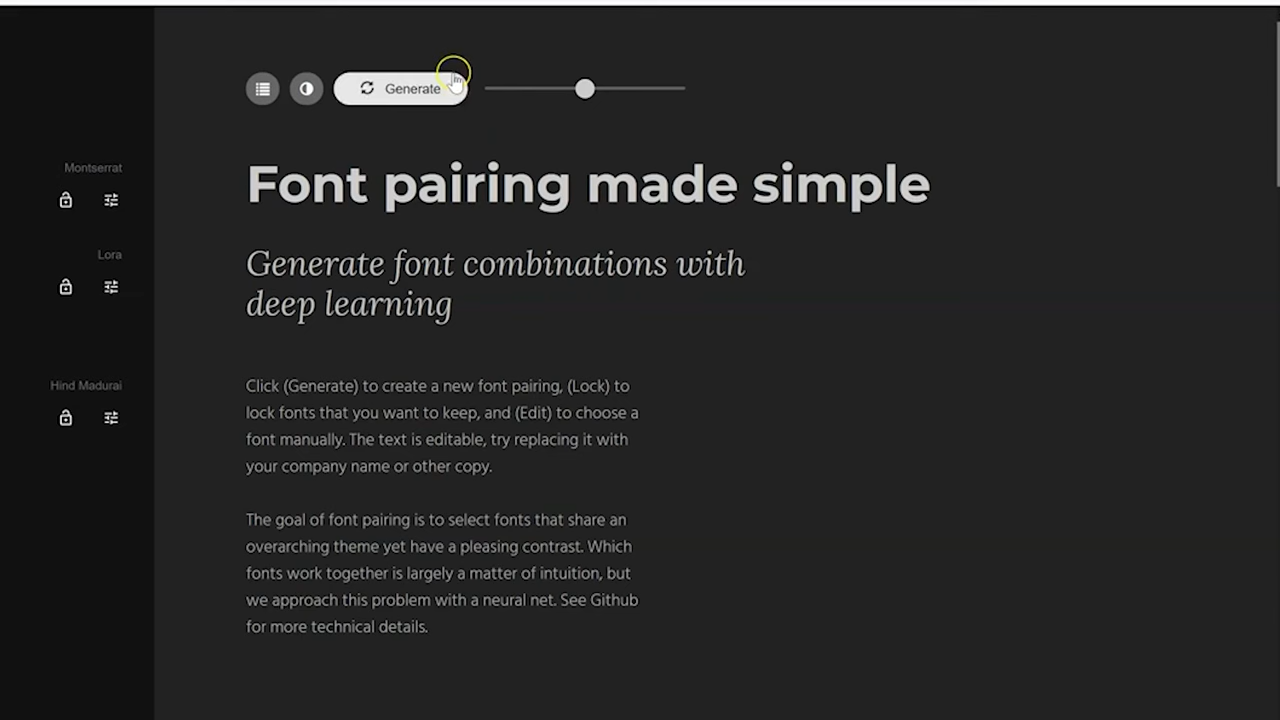 Generate
Montserrat
Font pairing made simple
Lora
Generate font combinations with
deep learning
Hind Madurai
Click (Generate) to create a new font pairing, (Lock) to
lock fonts that you want to keep, and (Edit) to choose a
font manually. The text is editable, try replacing it with
your company name or other copy.
The goal of font pairing is to select fonts that share an
overarching theme yet have a pleasing contrast. Which
fonts work together is largely a matter of intuition, but
we approach this problem with a neural net. See Github
for more technical details.